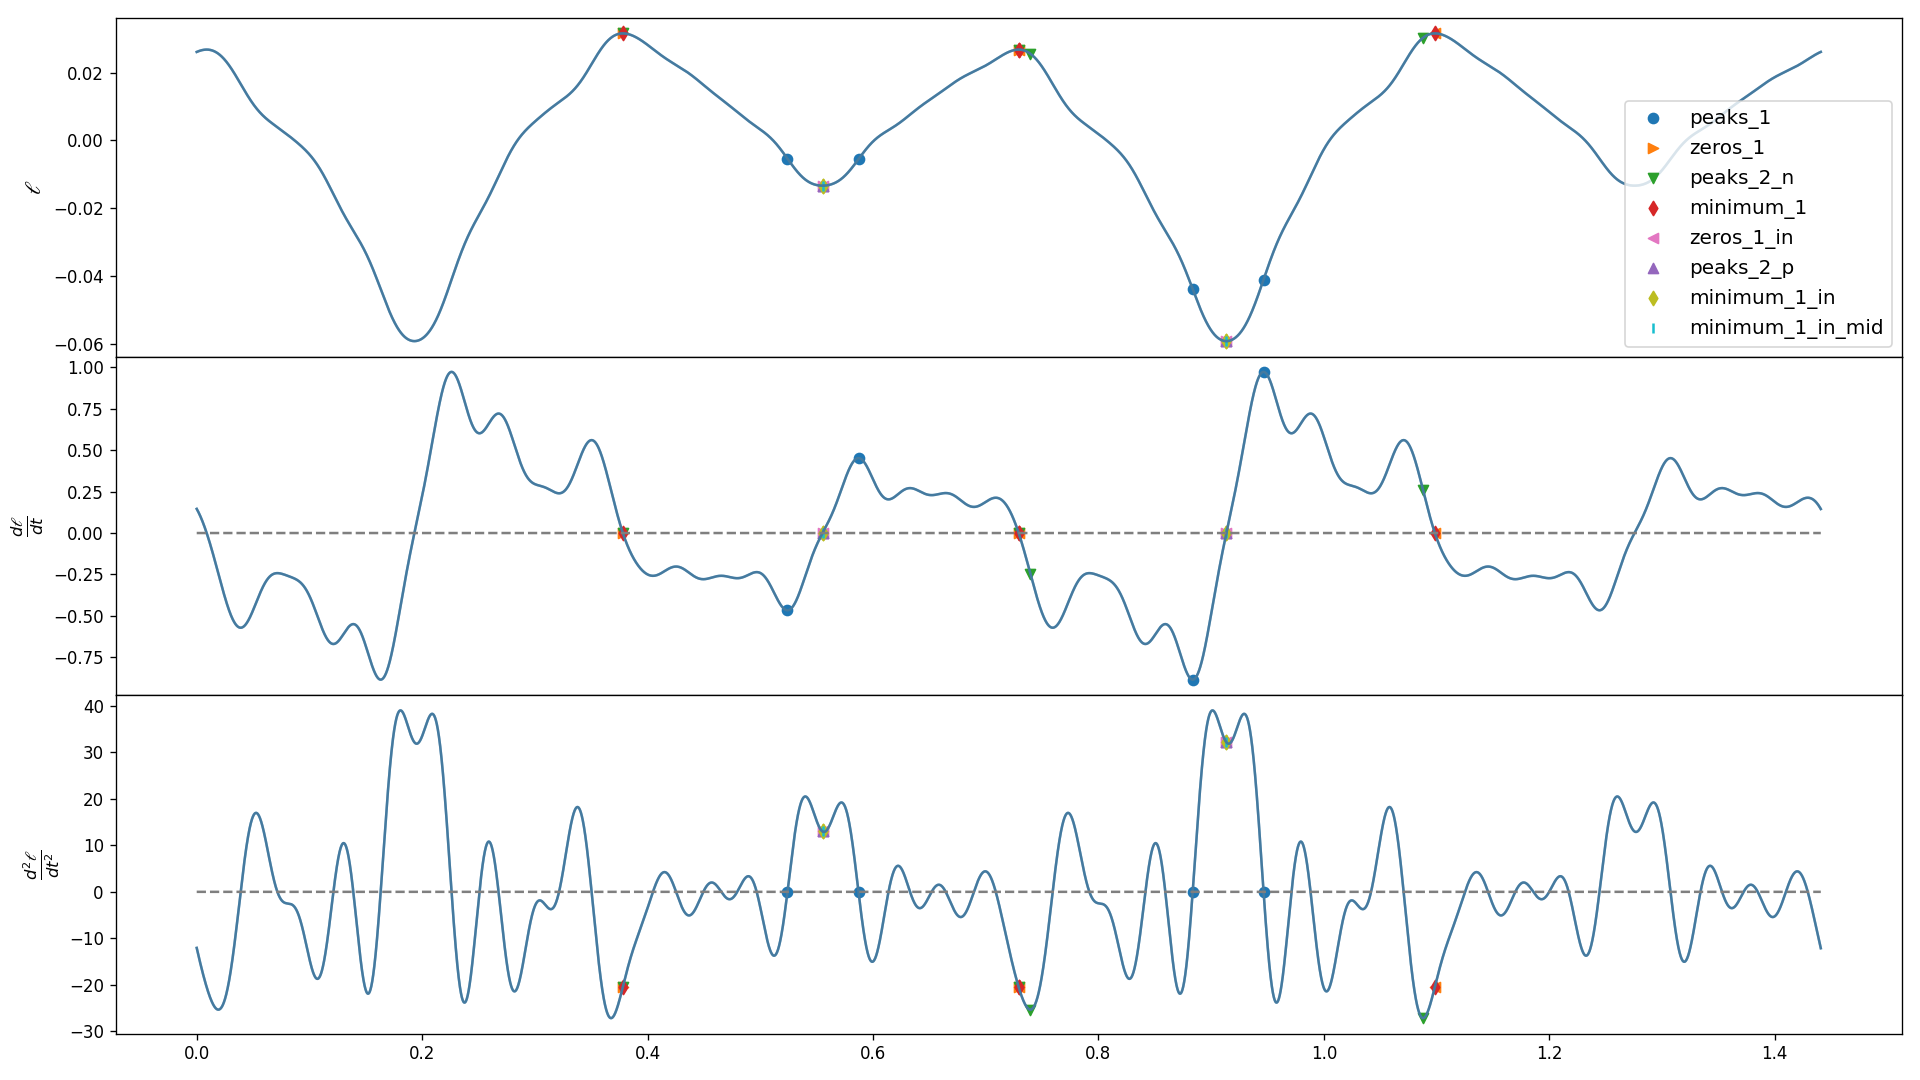 0.02
0.00
−0.02
−0.04
−0.06
ℓ
peaks_1
zeros_1
peaks_2_n
minimum_1
zeros_1_in
peaks_2_p
minimum_1_in
minimum_1_in_mid
1.00
0.75
0.50
0.25
0.00
−0.25
−0.50
−0.75
dℓ
dt
40
30
20
10
0
−10
−20
−30
d²ℓ
dt²
0.0 0.2 0.4 0.6 0.8 1.0 1.2 1.4